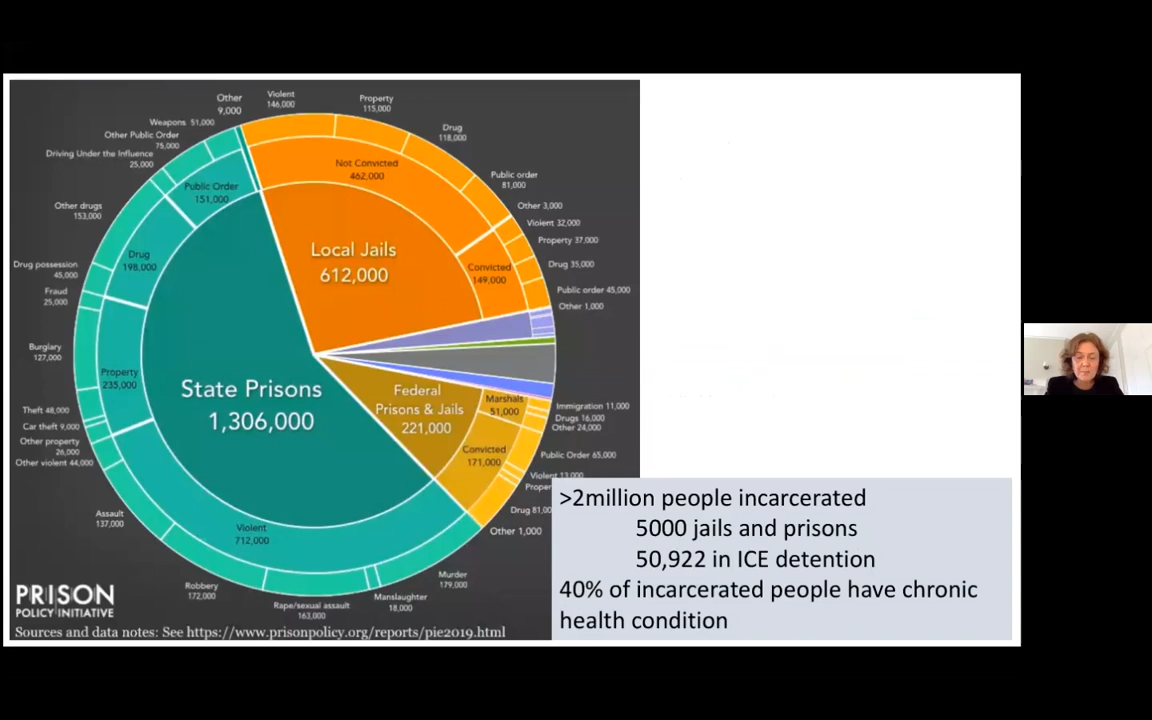 Other
9,000
Violent
146,000
Property
115,000
Drug
118,000
Public order
81,000
Other 3,000
Violent 32,000
Property 37,000
Drug 35,000
Public order 45,000
Other 1,000
Weapons 51,000
Other Public Order
75,000
Driving Under the Influence
25,000
Other drugs
153,000
Drug possession
45,000
Fraud
25,000
Burglary
127,000
Theft 48,000
Car theft 9,000
Other property
26,000
Other violent 44,000
Assault
137,000
Robbery
172,000
Rape/sexual assault
163,000
Manslaughter
18,000
Murder
179,000
Not Convicted
462,000
Convicted
149,000
Local Jails
612,000
Public Order
151,000
Drug
198,000
Property
235,000
Violent
712,000
State Prisons
1,306,000
Federal
Prisons & Jails
221,000
Marshals
51,000
Convicted
171,000
Immigration 11,000
Drugs 16,000
Other 24,000
Public Order 65,000
Violent 13,000
Proper
Drug 81,00
Other 1,000
>2million people incarcerated
5000 jails and prisons
50,922 in ICE detention
40% of incarcerated people have chronic
health condition
PRISON
POLICY INITIATIVE
Sources and data notes: See https://www.prisonpolicy.org/reports/pie2019.html